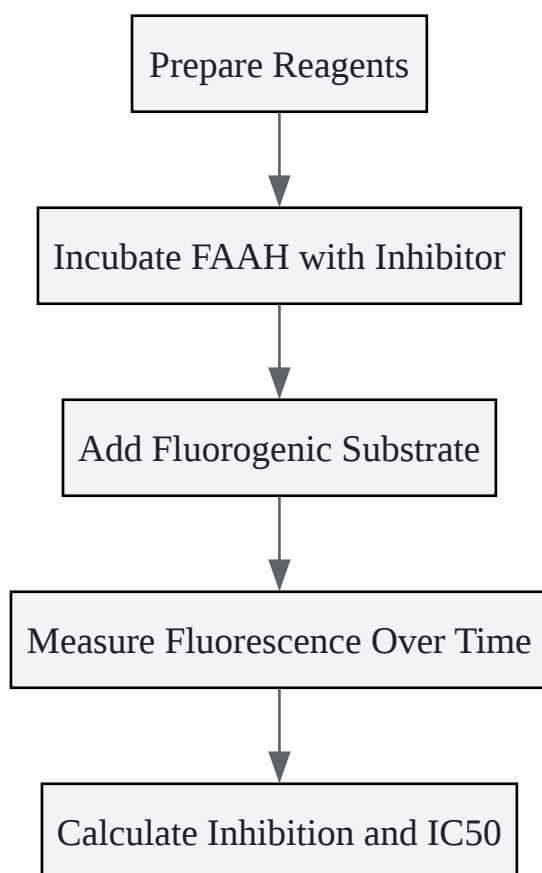 Prepare Reagents
Incubate FAAH with Inhibitor
Add Fluorogenic Substrate
Measure Fluorescence Over Time
Calculate Inhibition and IC50